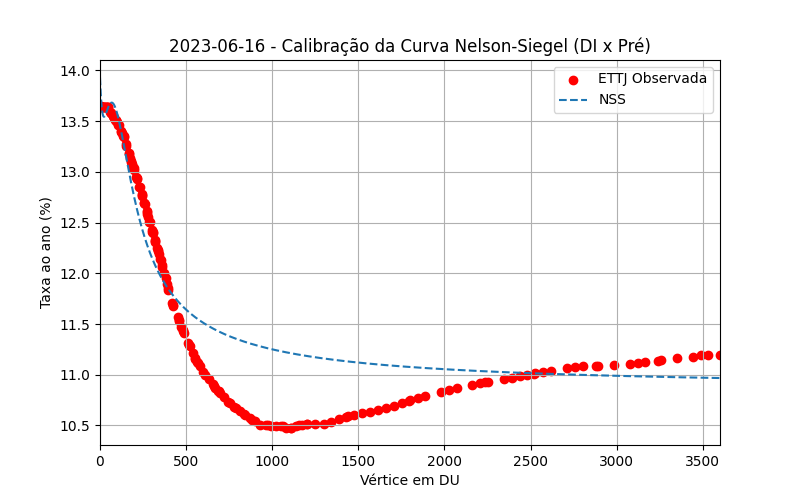 2023-06-16 - Calibração da Curva Nelson-Siegel (DI x Pré)
ETTJ Observada
NSS
Taxa ao ano (%)
14.0
13.5
13.0
12.5
12.0
11.5
11.0
10.5
0 500 1000 1500 2000 2500 3000 3500
Vértice em DU